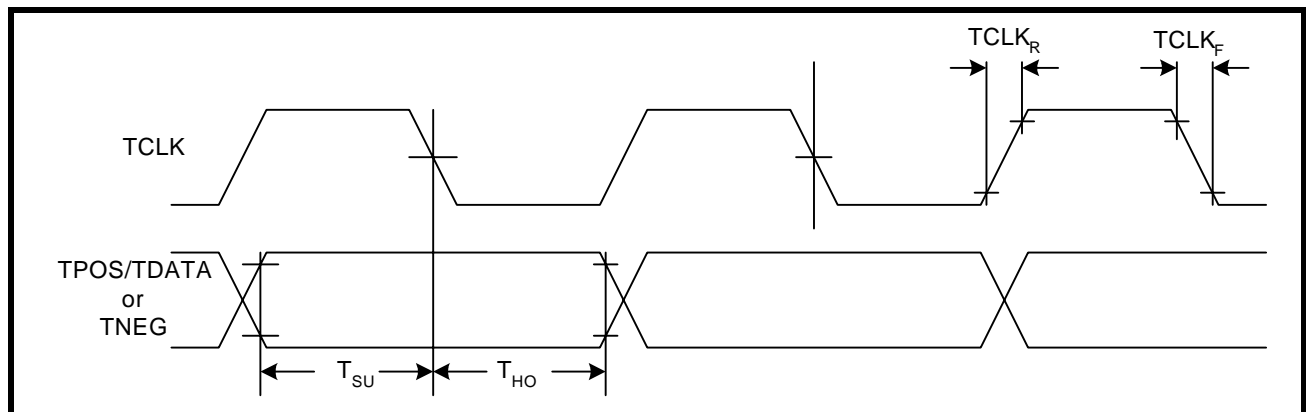 TCLK_R
TCLK_F
TCLK
TPOS/TDATA
or
TNEG
T_SU
T_HO